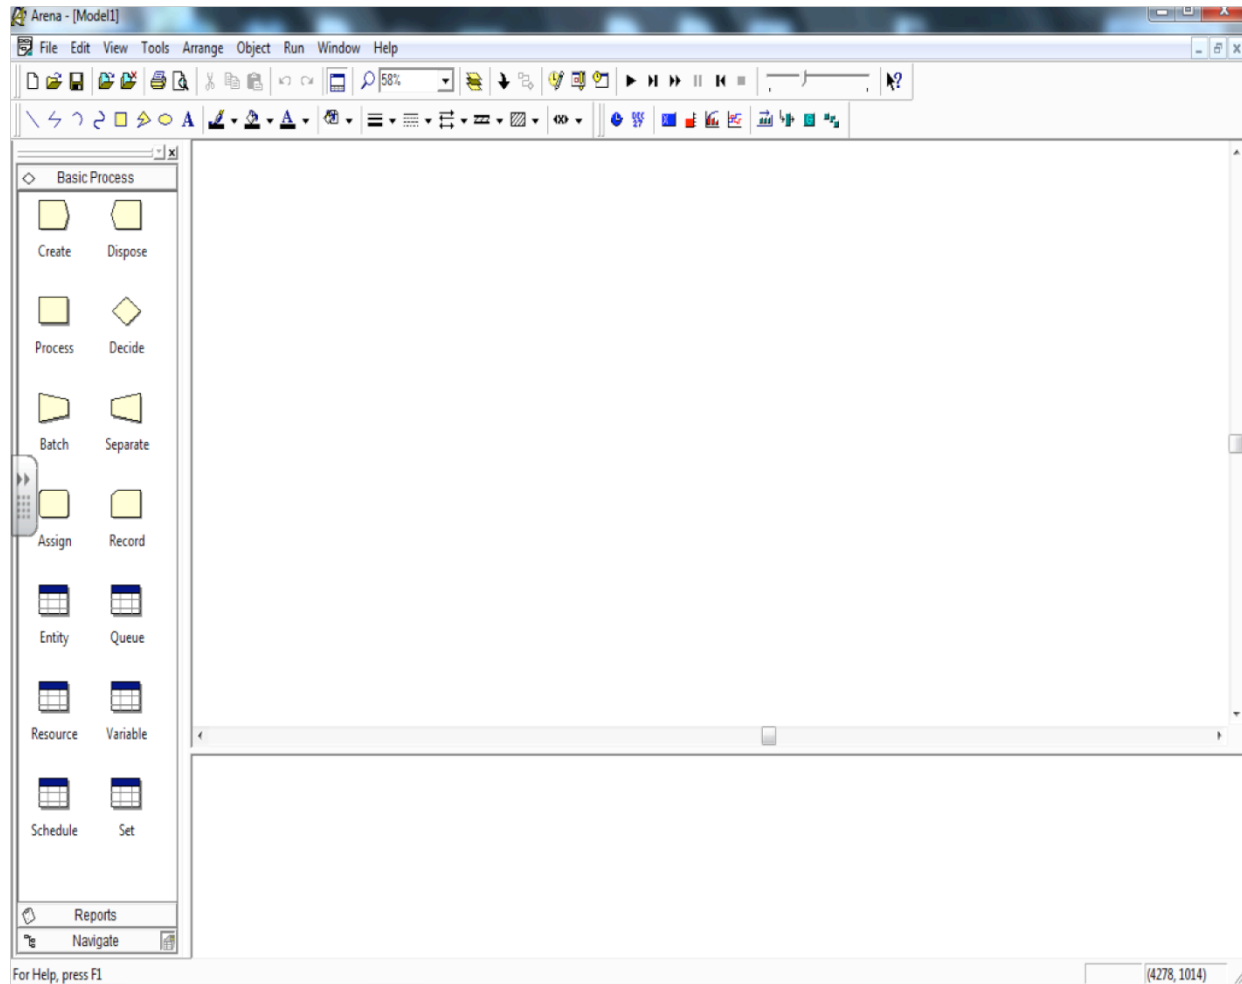 Arena - [Model1]
File Edit View Tools Arrange Object Run Window Help
58%
A
Basic Process
Create Dispose
Process Decide
Batch Separate
Assign Record
Entity Queue
Resource Variable
Schedule Set
Reports
Navigate
For Help, press F1
(4278, 1014)